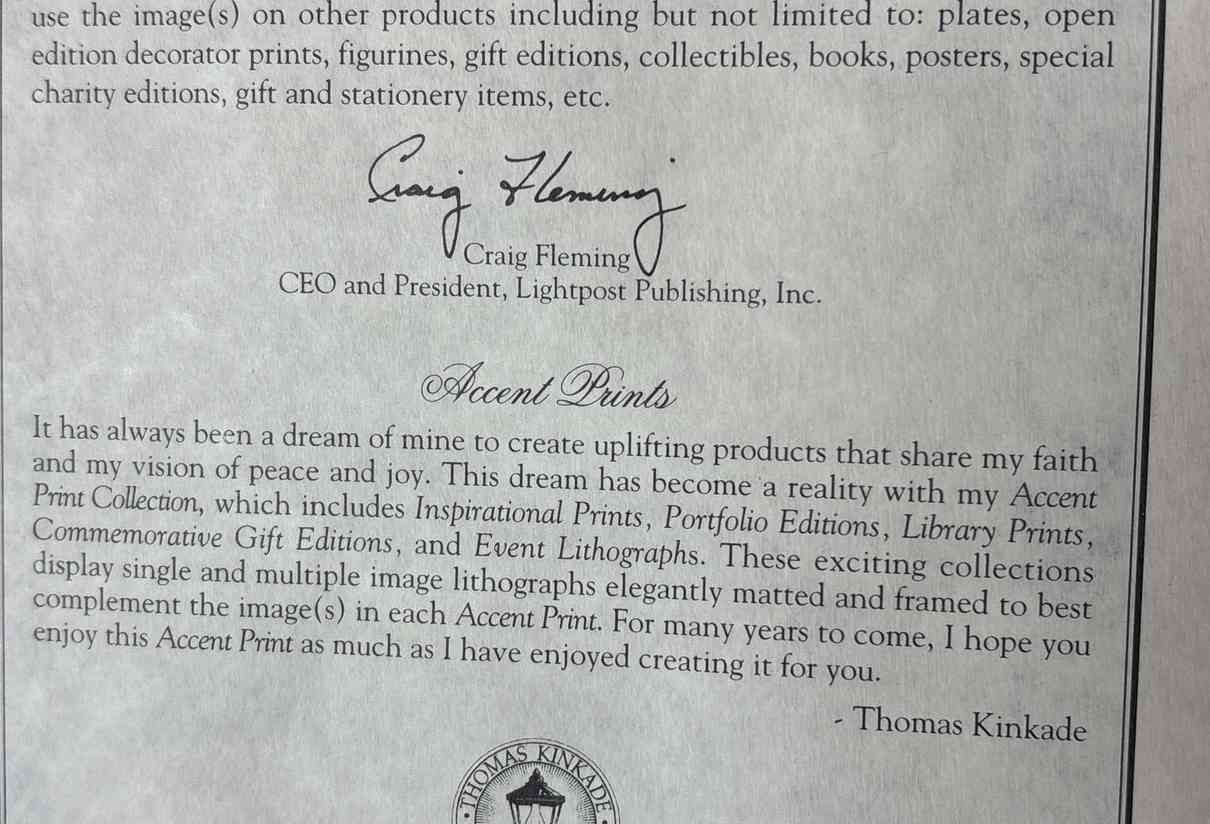 use the image(s) on other products including but not limited to: plates, open
edition decorator prints, figurines, gift editions, collectibles, books, posters, special
charity editions, gift and stationery items, etc.
Craig Fleming
Craig Fleming
CEO and President, Lightpost Publishing, Inc.
Accent Prints
It has always been a dream of mine to create uplifting products that share my faith
and my vision of peace and joy. This dream has become a reality with my Accent
Print Collection, which includes Inspirational Prints, Portfolio Editions, Library Prints,
Commemorative Gift Editions, and Event Lithographs. These exciting collections
display single and multiple image lithographs elegantly matted and framed to best
complement the image(s) in each Accent Print. For many years to come, I hope you
enjoy this Accent Print as much as I have enjoyed creating it for you.
- Thomas Kinkade
· THOMAS KINKADE ·